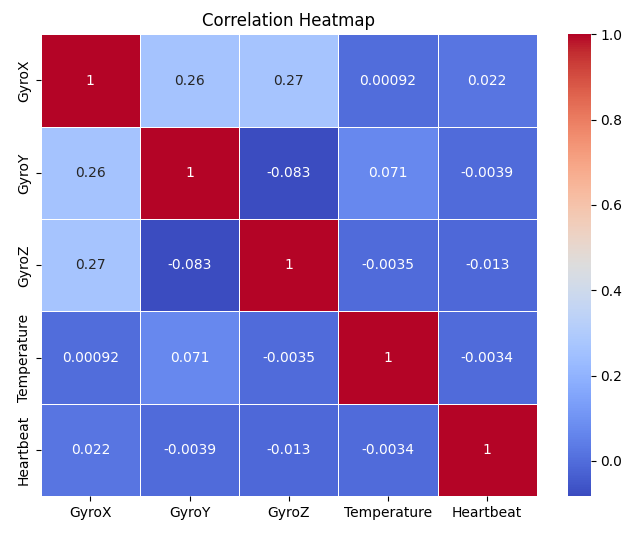 Correlation Heatmap
GyroX 1 0.26 0.27 0.00092 0.022
GyroY 0.26 1 -0.083 0.071 -0.0039
GyroZ 0.27 -0.083 1 -0.0035 -0.013
Temperature 0.00092 0.071 -0.0035 1 -0.0034
Heartbeat 0.022 -0.0039 -0.013 -0.0034 1
GyroX GyroY GyroZ Temperature Heartbeat
1.0
0.8
0.6
0.4
0.2
0.0